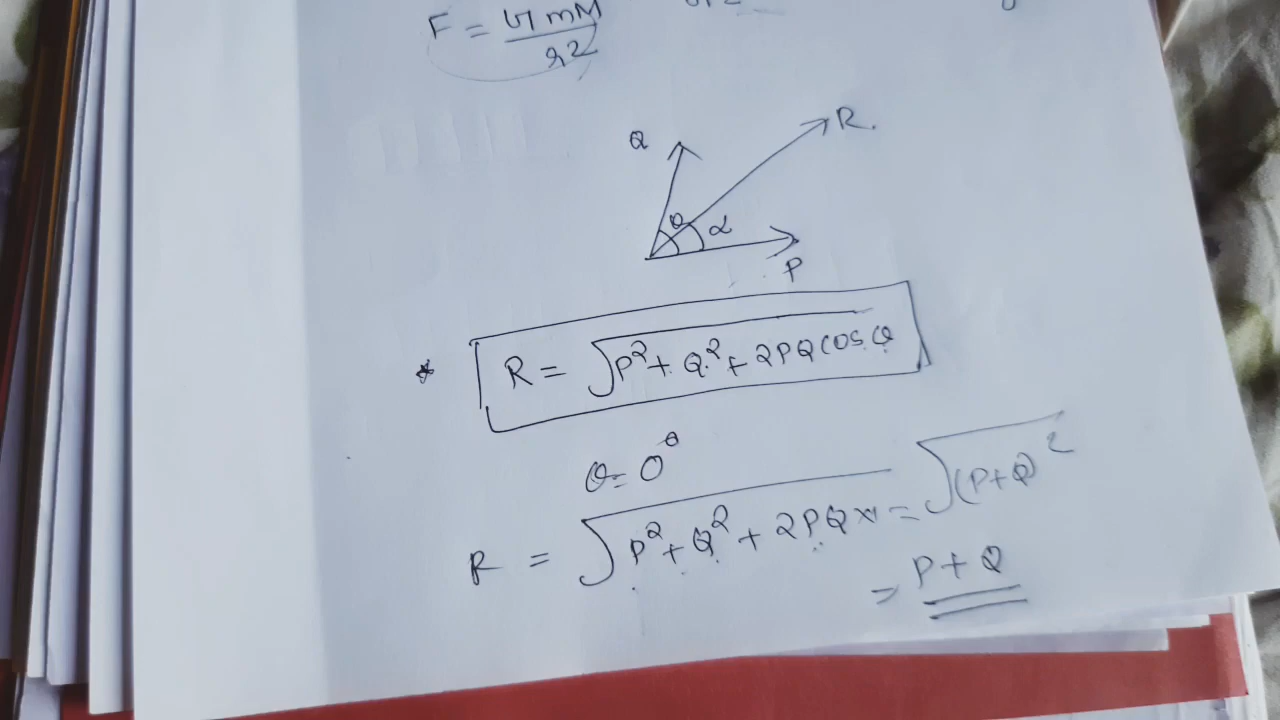 F = GmM/r2
Q
R.
θ α
P
* R = √P²+Q²+2PQ cos θ
θ = 0°
R = √P²+Q²+2PQ×1 = √(P+Q)²
= P+Q